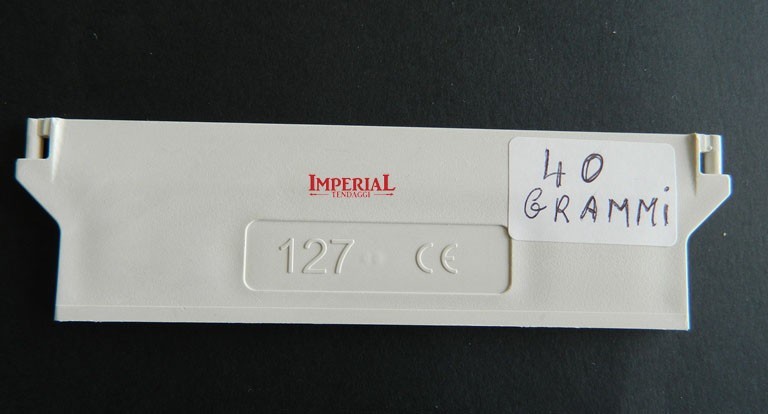 IMPERIAL
TENDAGGI
40
GRAMMi
127 CE